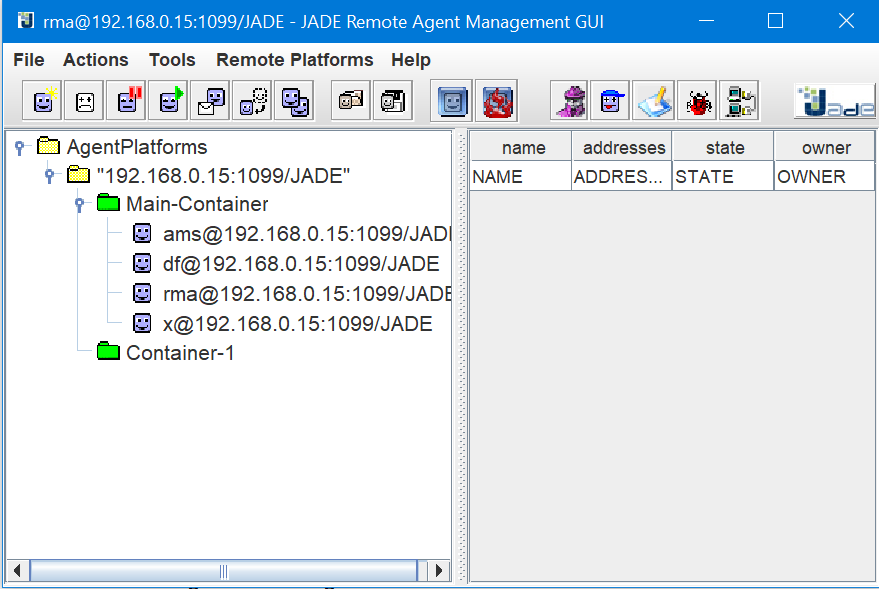 rma@192.168.0.15:1099/JADE - JADE Remote Agent Management GUI
File Actions Tools Remote Platforms Help
Jade
AgentPlatforms
"192.168.0.15:1099/JADE"
Main-Container
ams@192.168.0.15:1099/JADE
df@192.168.0.15:1099/JADE
rma@192.168.0.15:1099/JADE
x@192.168.0.15:1099/JADE
Container-1
name addresses state owner
NAME ADDRES... STATE OWNER